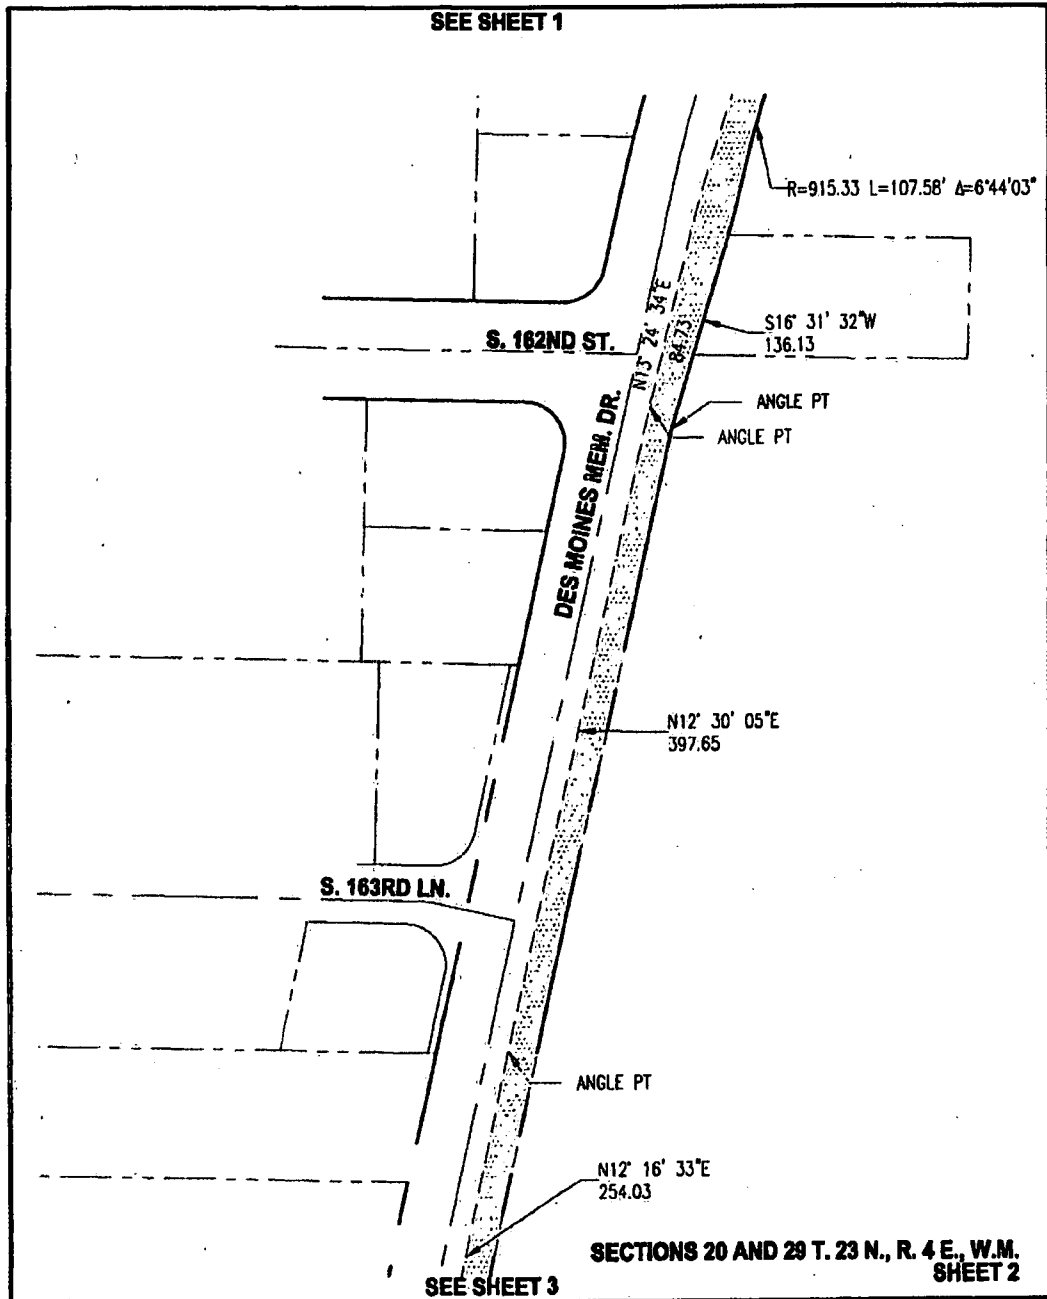 SEE SHEET 1
R=915.33 L=107.58' Δ=6°44'03"
N13° 24' 34"E
84.73
S16° 31' 32"W
136.13
S. 162ND ST.
ANGLE PT
ANGLE PT
DES MOINES MEM. DR.
N12° 30' 05"E
397.65
S. 163RD LN.
ANGLE PT
N12° 16' 33"E
254.03
SECTIONS 20 AND 29 T. 23 N., R. 4 E., W.M.
SHEET 2
SEE SHEET 3